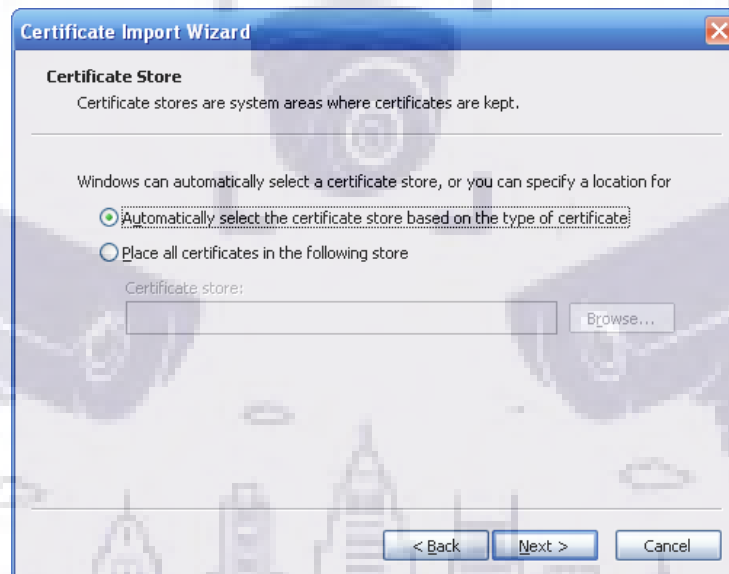 Certificate Import Wizard
Certificate Store
Certificate stores are system areas where certificates are kept.
Windows can automatically select a certificate store, or you can specify a location for
Automatically select the certificate store based on the type of certificate
Place all certificates in the following store
Certificate store:
Browse...
< Back Next > Cancel